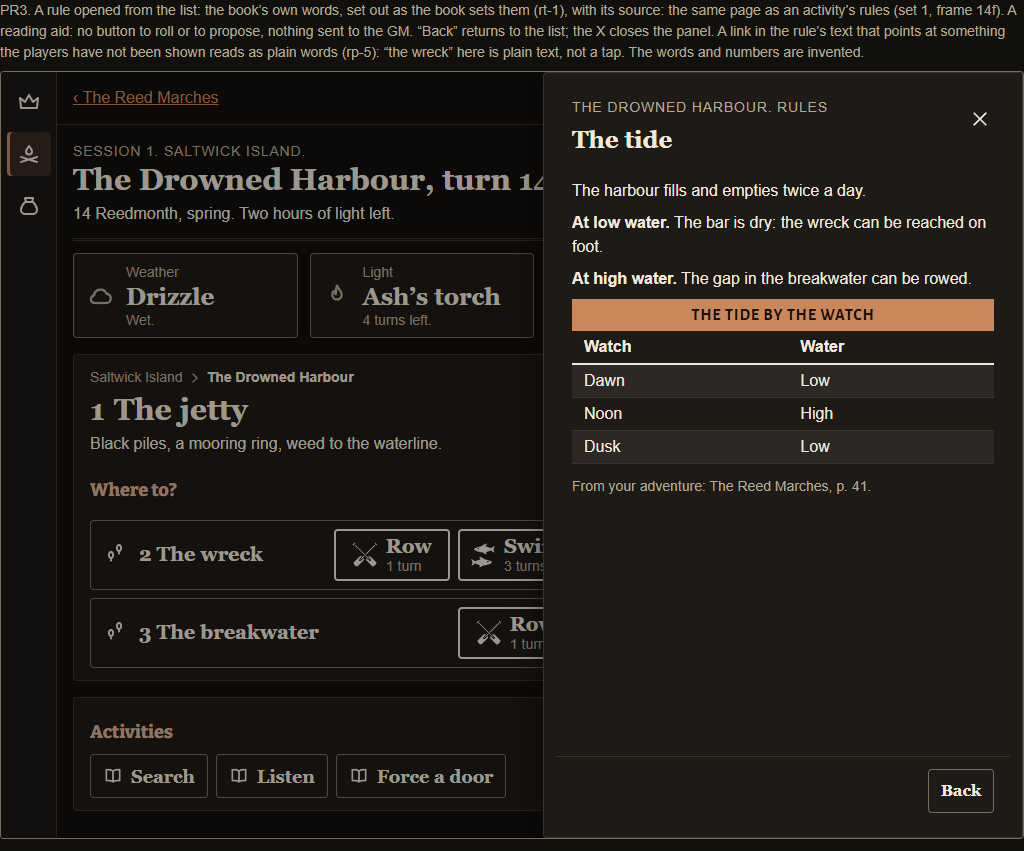 PR3. A rule opened from the list: the book's own words, set out as the book sets them (rt-1), with its source: the same page as an activity's rules (set 1, frame 14f). A
reading aid: no button to roll or to propose, nothing sent to the GM. “Back” returns to the list; the X closes the panel. A link in the rule's text that points at something
the players have not been shown reads as plain words (rp-5): “the wreck” here is plain text, not a tap. The words and numbers are invented.
‹ The Reed Marches
SESSION 1. SALTWICK ISLAND.
The Drowned Harbour, turn 14
14 Reedmonth, spring. Two hours of light left.
Weather
Drizzle
Wet.
Light
Ash's torch
4 turns left.
Saltwick Island > The Drowned Harbour
1 The jetty
Black piles, a mooring ring, weed to the waterline.
Where to?
2 The wreck
Row
1 turn
Swi
3 turns
3 The breakwater
Row
1 turn
Activities
Search
Listen
Force a door
THE DROWNED HARBOUR. RULES
The tide
The harbour fills and empties twice a day.
At low water. The bar is dry: the wreck can be reached on
foot.
At high water. The gap in the breakwater can be rowed.
THE TIDE BY THE WATCH
Watch Water
Dawn Low
Noon High
Dusk Low
From your adventure: The Reed Marches, p. 41.
Back